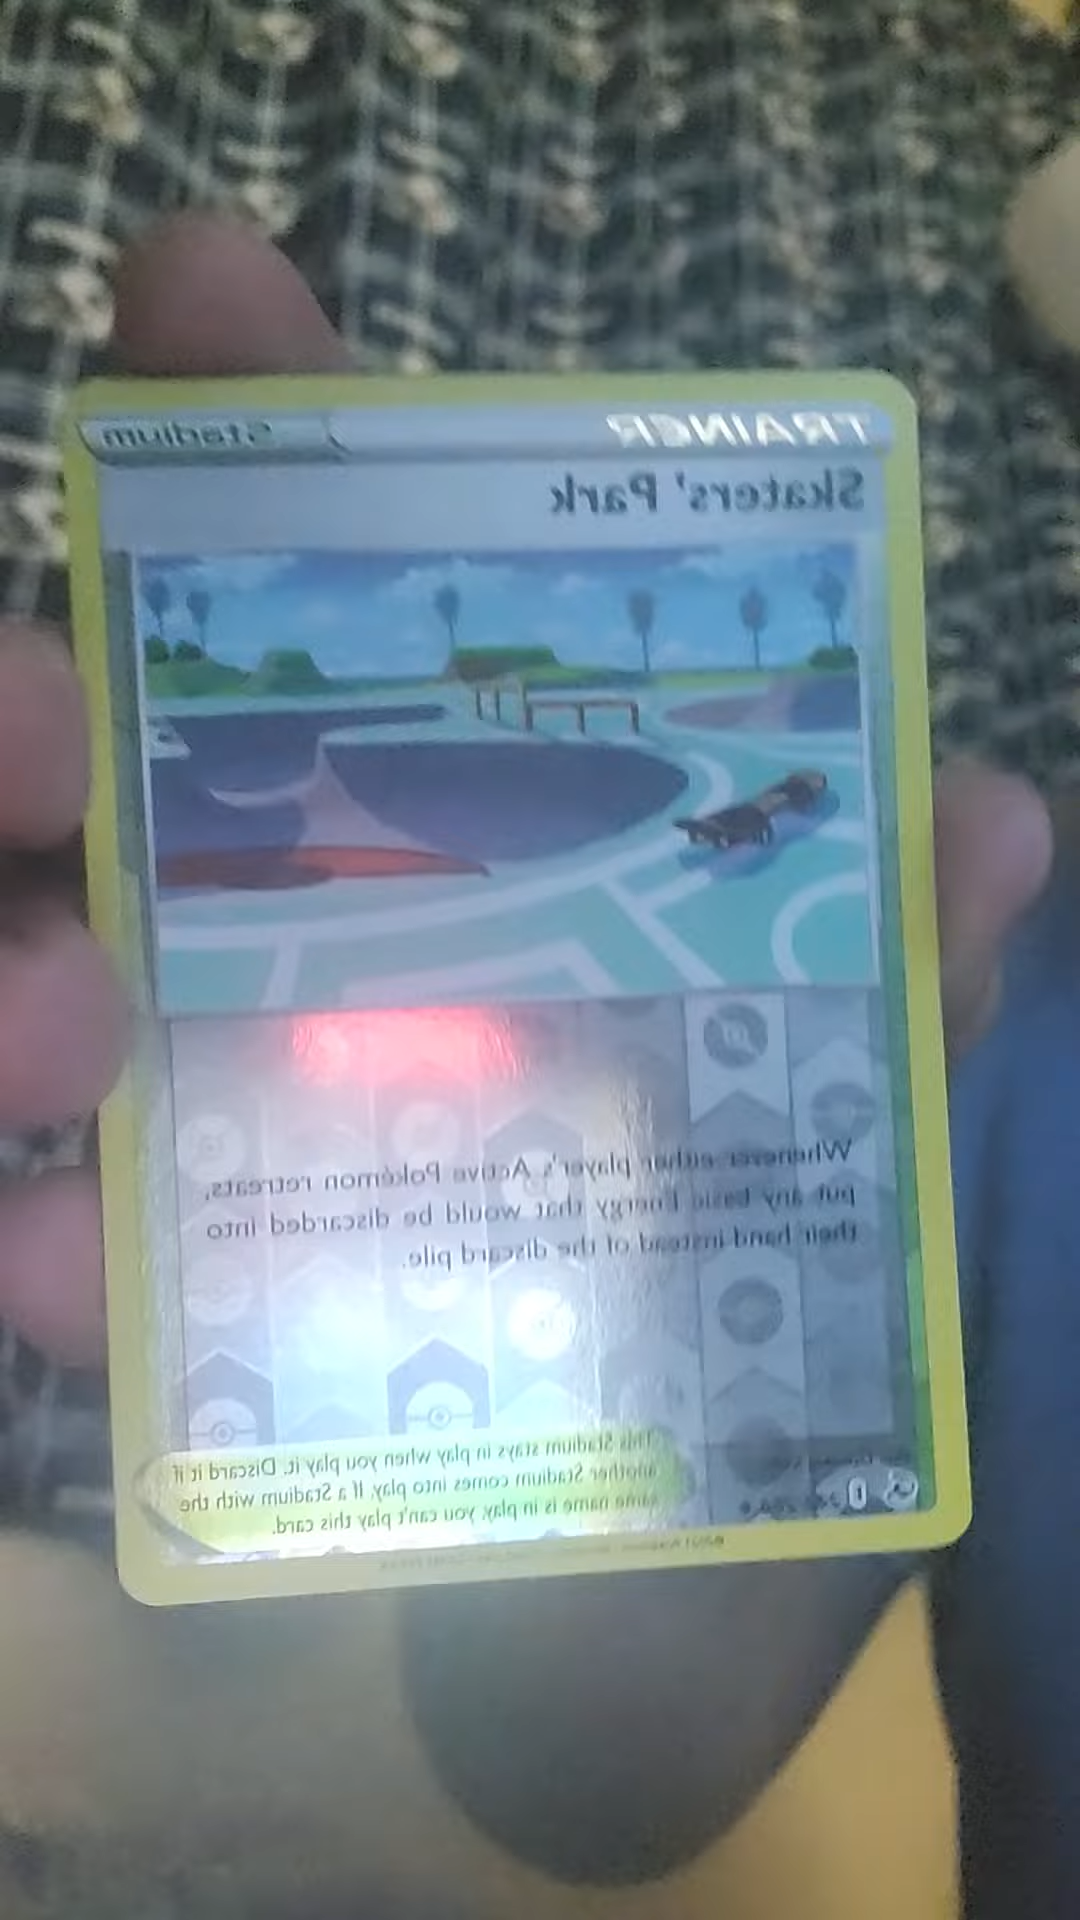 TRAINER
Stadium
Skaters' Park
Whenever either player's Active Pokémon retreats,
put any basic Energy that would be discarded into
their hand instead of the discard pile.
This Stadium stays in play when you play it. Discard it if
another Stadium comes into play. If a Stadium with the
same name is in play, you can't play this card.